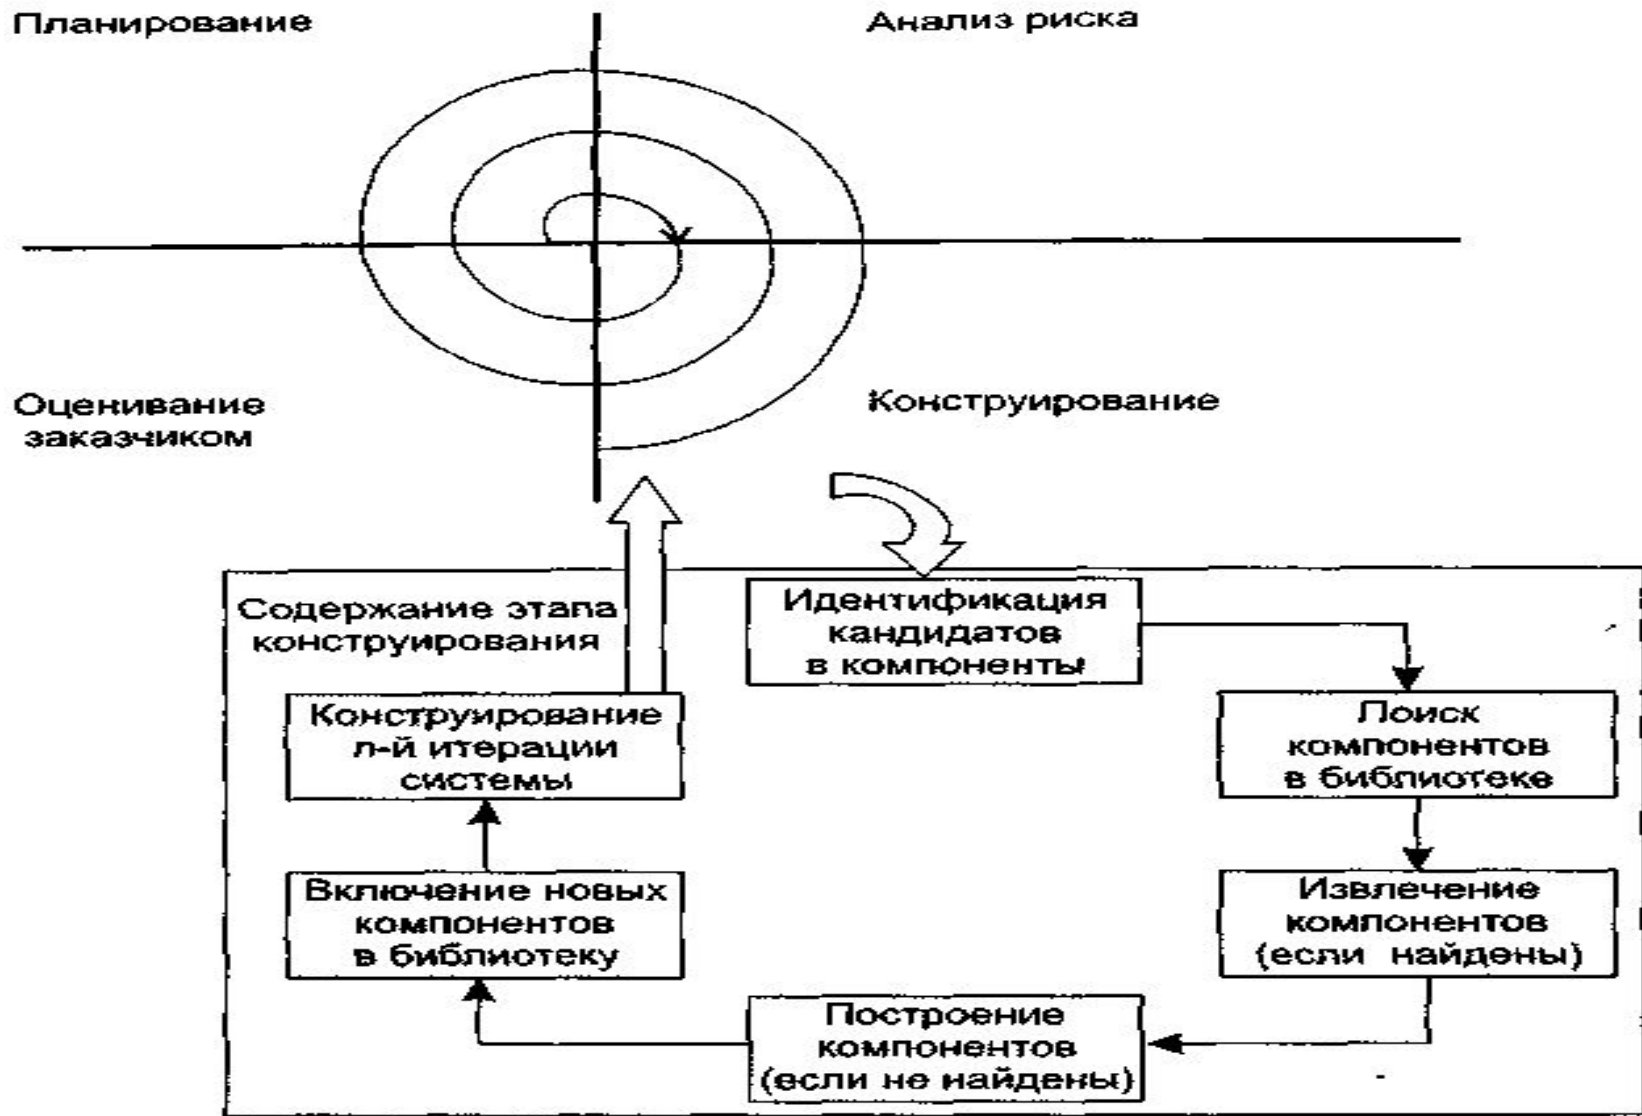 Планирование
Анализ риска
Оценивание
заказчиком
Конструирование
Содержание этапа
конструирования
Идентификация
кандидатов
в компоненты
Поиск
компонентов
в библиотеке
Извлечение
компонентов
(если найдены)
Построение
компонентов
(если не найдены)
Включение новых
компонентов
в библиотеку
Конструирование
n-й итерации
системы